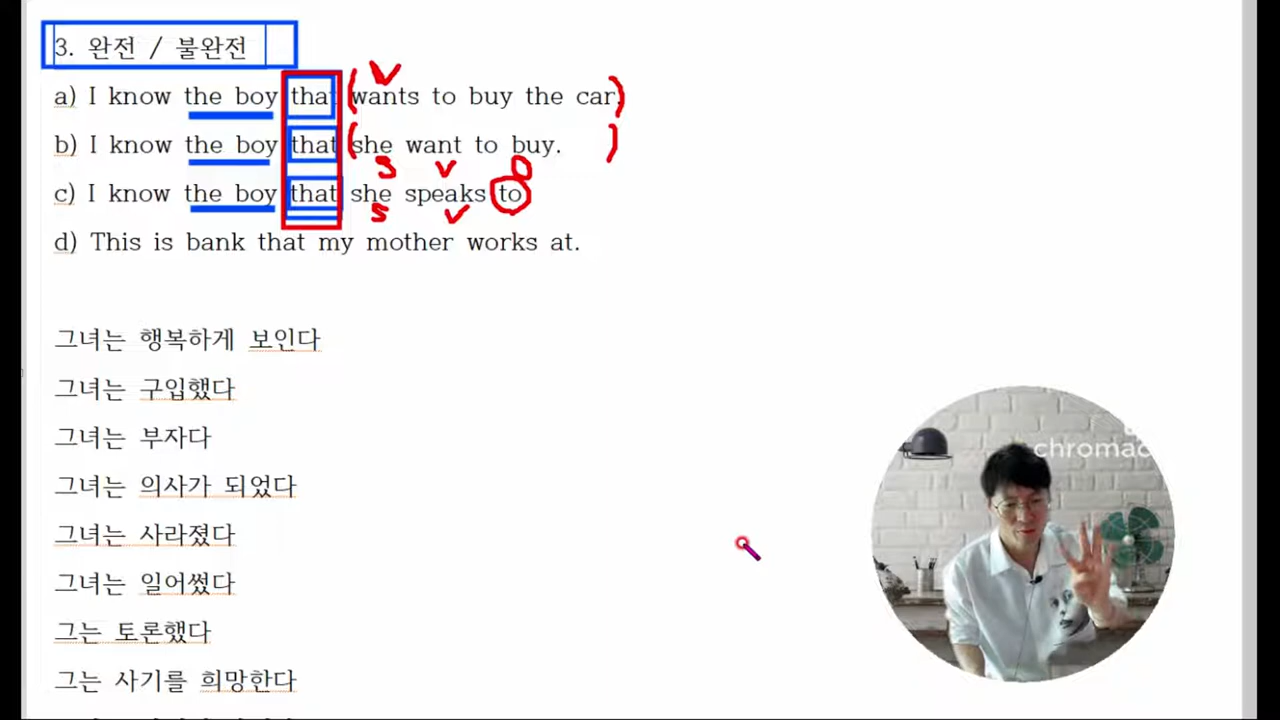 3. 완전 / 불완전
a) I know the boy that wants to buy the car.
V
b) I know the boy that she want to buy.
S V O
c) I know the boy that she speaks to
S V
d) This is bank that my mother works at.
그녀는 행복하게 보인다
그녀는 구입했다
그녀는 부자다
그녀는 의사가 되었다
그녀는 사라졌다
그녀는 일어썼다
그는 토론했다
그는 사기를 희망한다
chromac